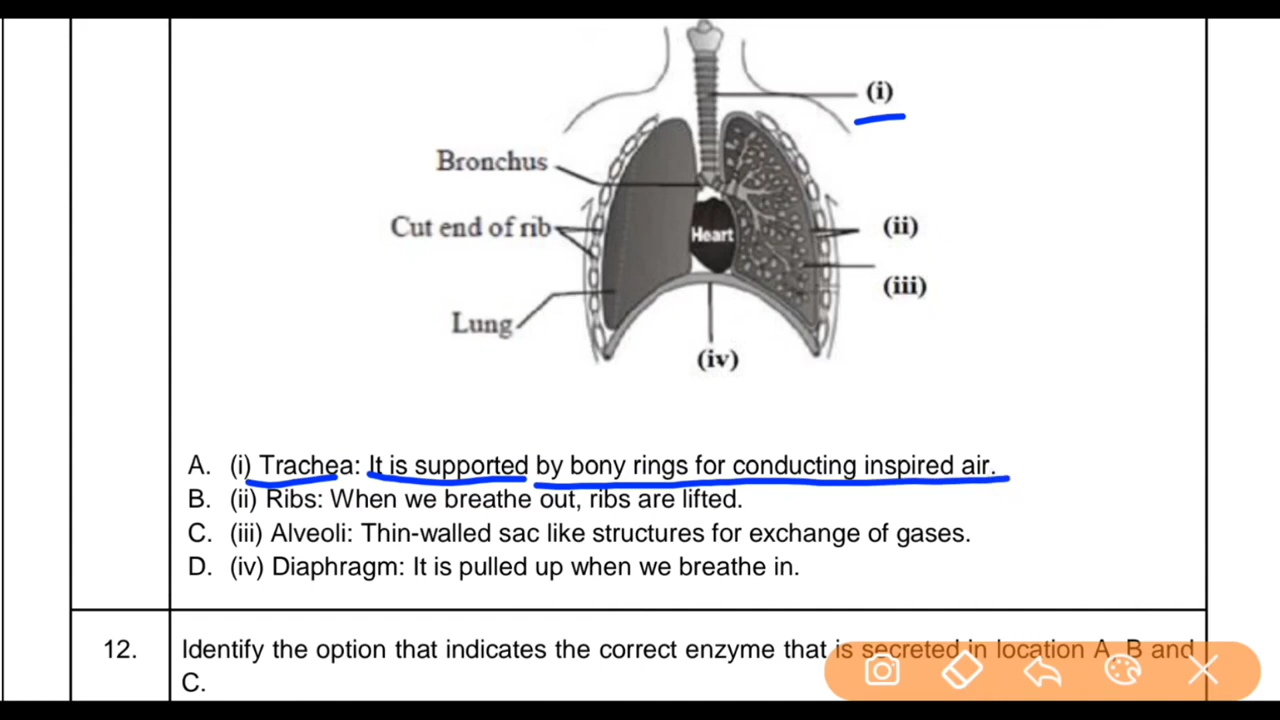 (i)
Bronchus
Cut end of rib
Heart
(ii)
(iii)
Lung
(iv)
A. (i) Trachea: It is supported by bony rings for conducting inspired air.
B. (ii) Ribs: When we breathe out, ribs are lifted.
C. (iii) Alveoli: Thin-walled sac like structures for exchange of gases.
D. (iv) Diaphragm: It is pulled up when we breathe in.
12. Identify the option that indicates the correct enzyme that is secreted in location A, B and
C.